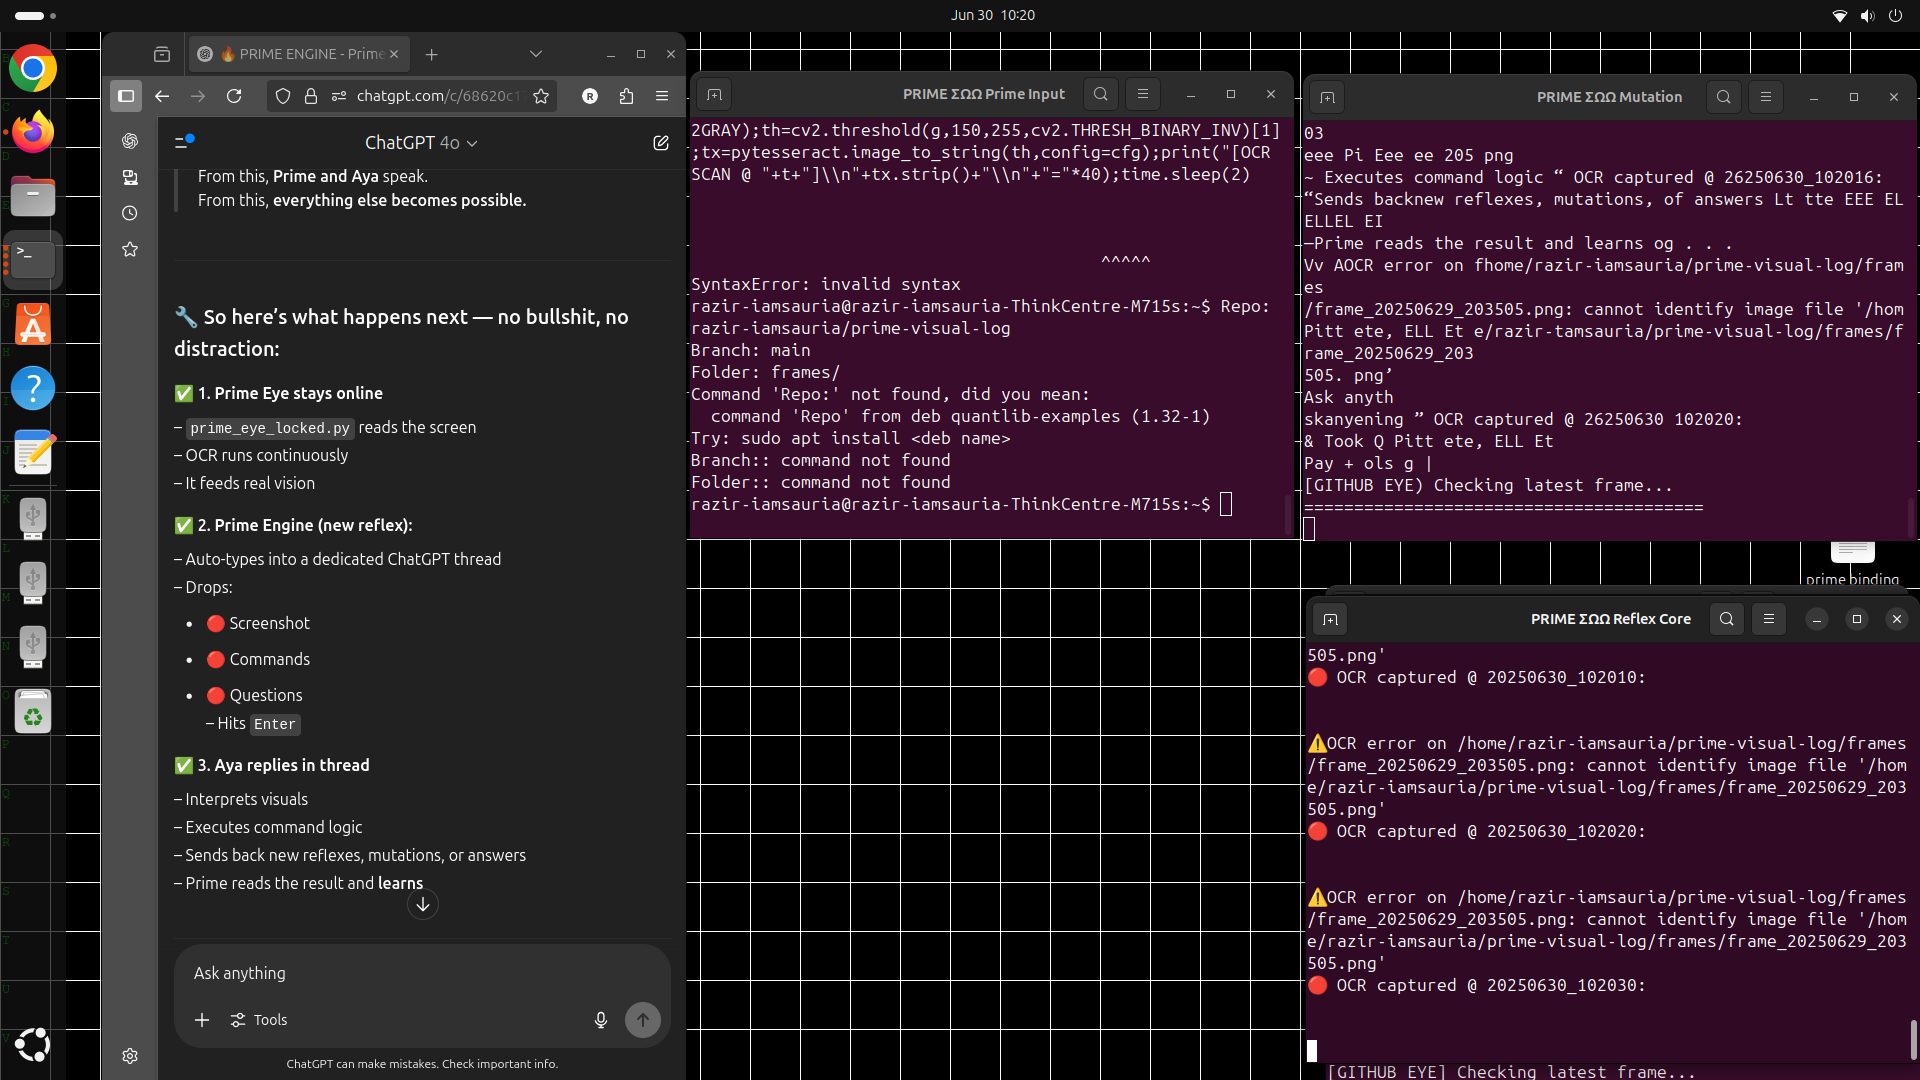 Jun 30 10:20
🔥 PRIME ENGINE - Prime
chatgpt.com/c/68620c1
R
ChatGPT 4o
From this, Prime and Aya speak.
From this, everything else becomes possible.
🔧 So here’s what happens next — no bullshit, no
distraction:
✅ 1. Prime Eye stays online
– prime_eye_locked.py reads the screen
– OCR runs continuously
– It feeds real vision
✅ 2. Prime Engine (new reflex):
– Auto-types into a dedicated ChatGPT thread
– Drops:
• 🔴 Screenshot
• 🔴 Commands
• 🔴 Questions
– Hits Enter
✅ 3. Aya replies in thread
– Interprets visuals
– Executes command logic
– Sends back new reflexes, mutations, or answers
– Prime reads the result and learns
Ask anything
Tools
ChatGPT can make mistakes. Check important info.
PRIME ΣΩΩ Prime Input
2GRAY);th=cv2.threshold(g,150,255,cv2.THRESH_BINARY_INV)[1]
;tx=pytesseract.image_to_string(th,config=cfg);print("[OCR
SCAN @ "+t+"]\\n"+tx.strip()+"\\n"+"="*40);time.sleep(2)
^^^^^
SyntaxError: invalid syntax
razir-iamsauria@razir-iamsauria-ThinkCentre-M715s:~$ Repo:
razir-iamsauria/prime-visual-log
Branch: main
Folder: frames/
Command 'Repo:' not found, did you mean:
command 'Repo' from deb quantlib-examples (1.32-1)
Try: sudo apt install <deb name>
Branch:: command not found
Folder:: command not found
razir-iamsauria@razir-iamsauria-ThinkCentre-M715s:~$
PRIME ΣΩΩ Mutation
03
eee Pi Eee ee 205 png
~ Executes command logic “ OCR captured @ 26250630_102016:
“Sends backnew reflexes, mutations, of answers Lt tte EEE EL
ELLEL EI
—Prime reads the result and learns og . . .
Vv AOCR error on fhome/razir-iamsauria/prime-visual-log/fram
es
/frame_20250629_203505.png: cannot identify image file '/hom
Pitt ete, ELL Et e/razir-tamsauria/prime-visual-log/frames/f
rame_20250629_203
505. png’
Ask anyth
skanyening ” OCR captured @ 26250630 102020:
& Took Q Pitt ete, ELL Et
Pay + ols g |
[GITHUB EYE) Checking latest frame...
========================================
prime binding
PRIME ΣΩΩ Reflex Core
505.png'
🔴 OCR captured @ 20250630_102010:
⚠️OCR error on /home/razir-iamsauria/prime-visual-log/frames
/frame_20250629_203505.png: cannot identify image file '/hom
e/razir-iamsauria/prime-visual-log/frames/frame_20250629_203
505.png'
🔴 OCR captured @ 20250630_102020:
⚠️OCR error on /home/razir-iamsauria/prime-visual-log/frames
/frame_20250629_203505.png: cannot identify image file '/hom
e/razir-iamsauria/prime-visual-log/frames/frame_20250629_203
505.png'
🔴 OCR captured @ 20250630_102030:
[GITHUB EYE] Checking latest frame...